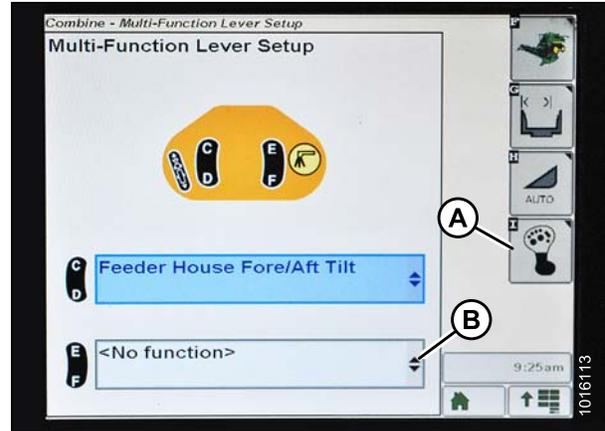 Combine - Multi-Function Lever Setup
Multi-Function Lever Setup
F
G
H
AUTO
I
A
C
D
E
F
C
D
Feeder House Fore/Aft Tilt
B
E
F
<No function>
9:25am
1016113